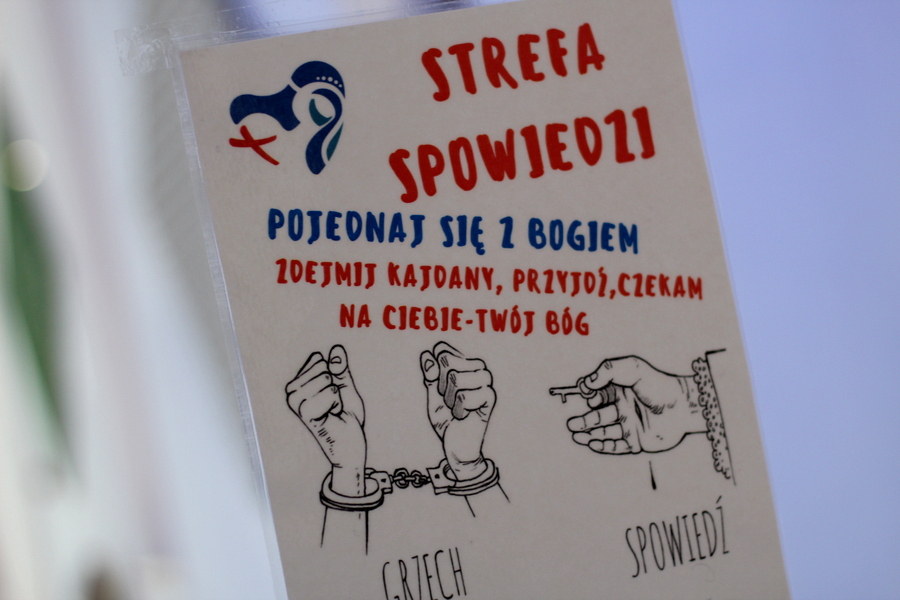 STREFA
SPOWIEDZI
POJEDNAJ SIĘ Z BOGIEM
ZDEJMIJ KAJDANY, PRZYJDŹ,CZEKAM
NA CIEBIE-TWÓJ BÓG
GRZECH
SPOWIEDŹ